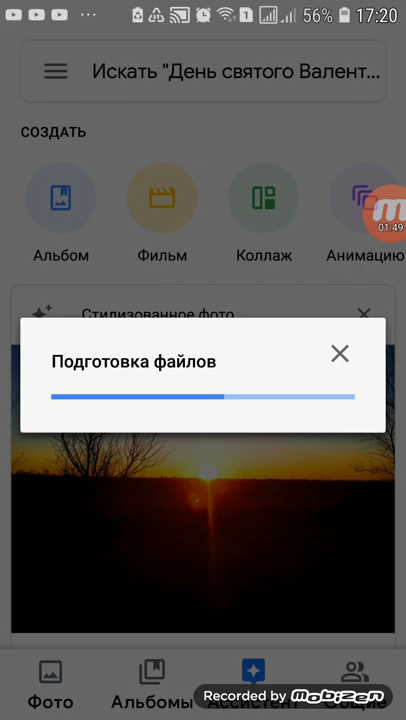 56% 17:20
Искать "День святого Валент...
СОЗДАТЬ
Альбом Фильм Коллаж Анимацию
01:49
Стилизованное фото
Подготовка файлов
Фото Альбомы Ассистент Общие
Recorded by Mobizen